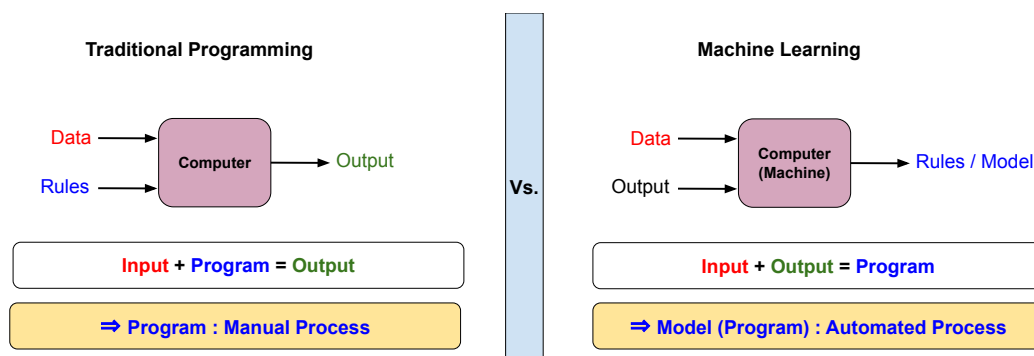 Traditional Programming
Data
Rules
Computer
Output
Input + Program = Output
⇒ Program : Manual Process
Vs.
Machine Learning
Data
Output
Computer
(Machine)
Rules / Model
Input + Output = Program
⇒ Model (Program) : Automated Process